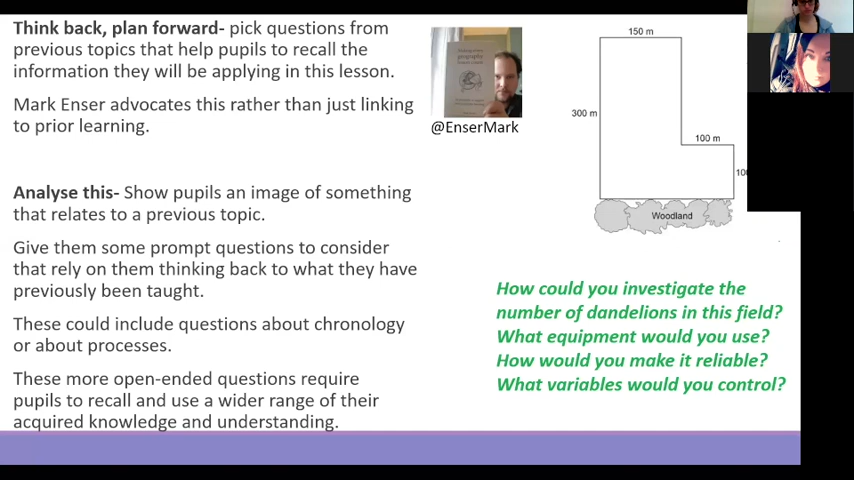 Think back, plan forward- pick questions from
previous topics that help pupils to recall the
information they will be applying in this lesson.
Mark Enser advocates this rather than just linking
to prior learning.
@EnserMark
Analyse this- Show pupils an image of something
that relates to a previous topic.
Give them some prompt questions to consider
that rely on them thinking back to what they have
previously been taught.
These could include questions about chronology
or about processes.
These more open-ended questions require
pupils to recall and use a wider range of their
acquired knowledge and understanding.
150 m
300 m
100 m
Woodland
How could you investigate the
number of dandelions in this field?
What equipment would you use?
How would you make it reliable?
What variables would you control?